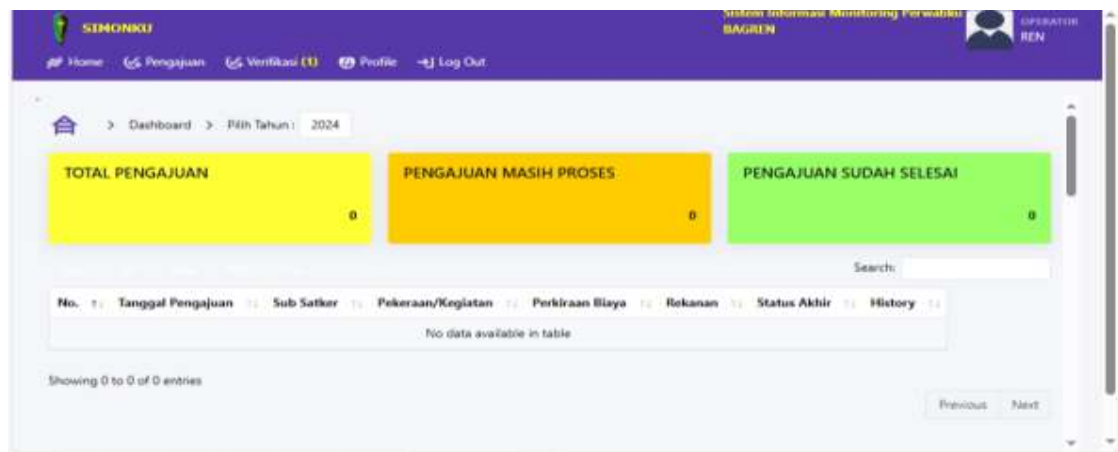 SIMONKU
Sistem Informasi Monitoring Perwabku
BAGREN
OPERATOR
REN
Home Pengajuan Verifikasi (1) Profile Log Out
> Dashboard > Pilih Tahun : 2024
TOTAL PENGAJUAN
0
PENGAJUAN MASIH PROSES
0
PENGAJUAN SUDAH SELESAI
0
Search:
No. Tanggal Pengajuan Sub Satker Pekeraan/Kegiatan Perkiraan Biaya Rekanan Status Akhir History
No data available in table
Showing 0 to 0 of 0 entries
Previous Next